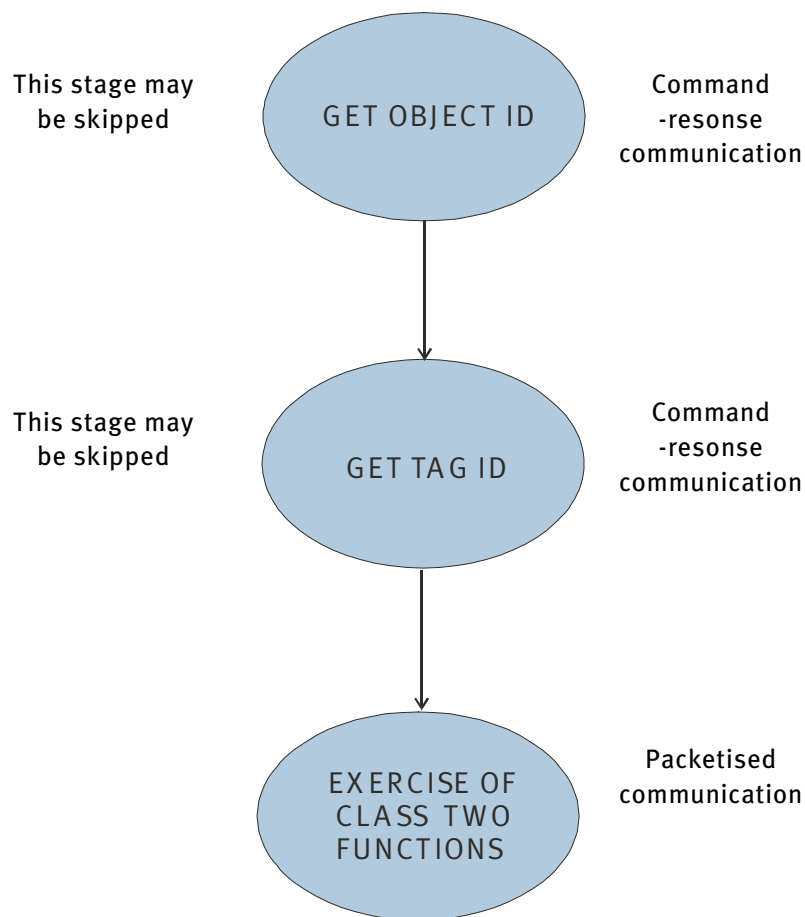 This stage may
be skipped
GET OBJECT ID
Command
-resonse
communication
This stage may
be skipped
GET TAG ID
Command
-resonse
communication
EXERCISE OF
CLASS TWO
FUNCTIONS
Packetised
communication